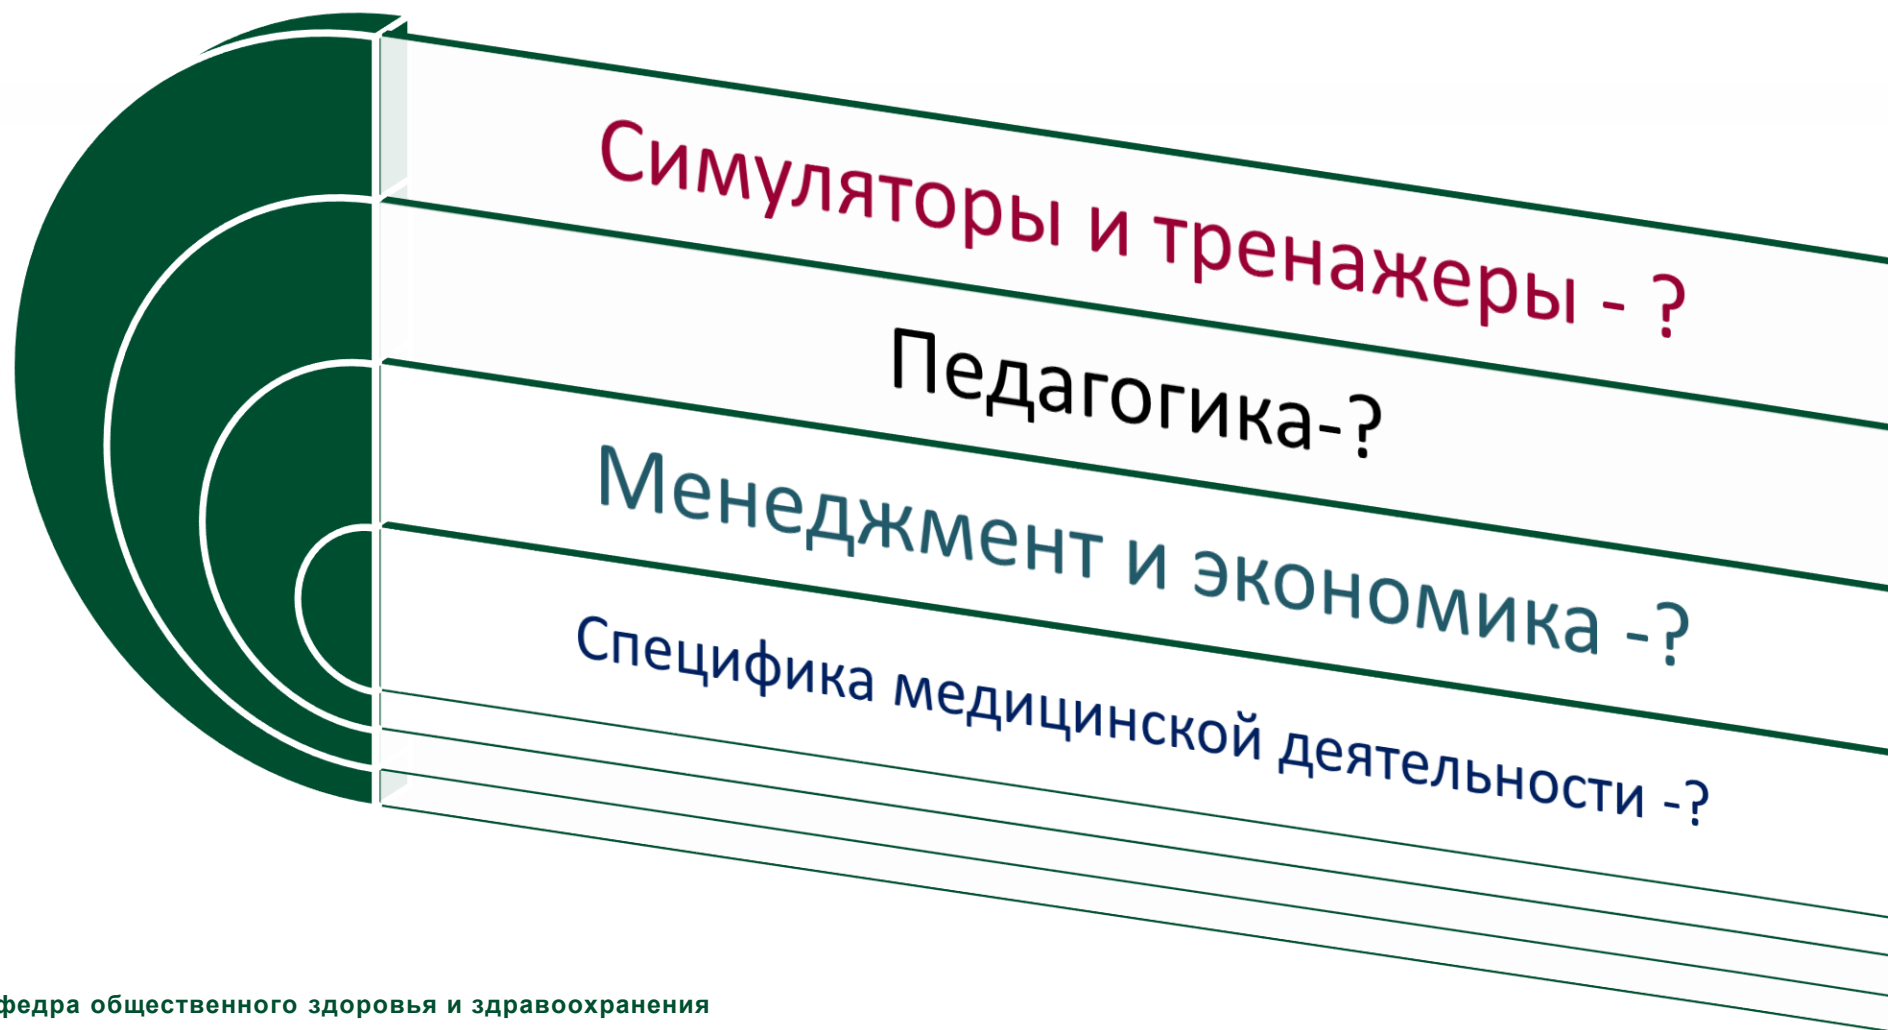 Симуляторы и тренажеры - ?
Педагогика-?
Менеджмент и экономика -?
Специфика медицинской деятельности -?
федра общественного здоровья и здравоохранения